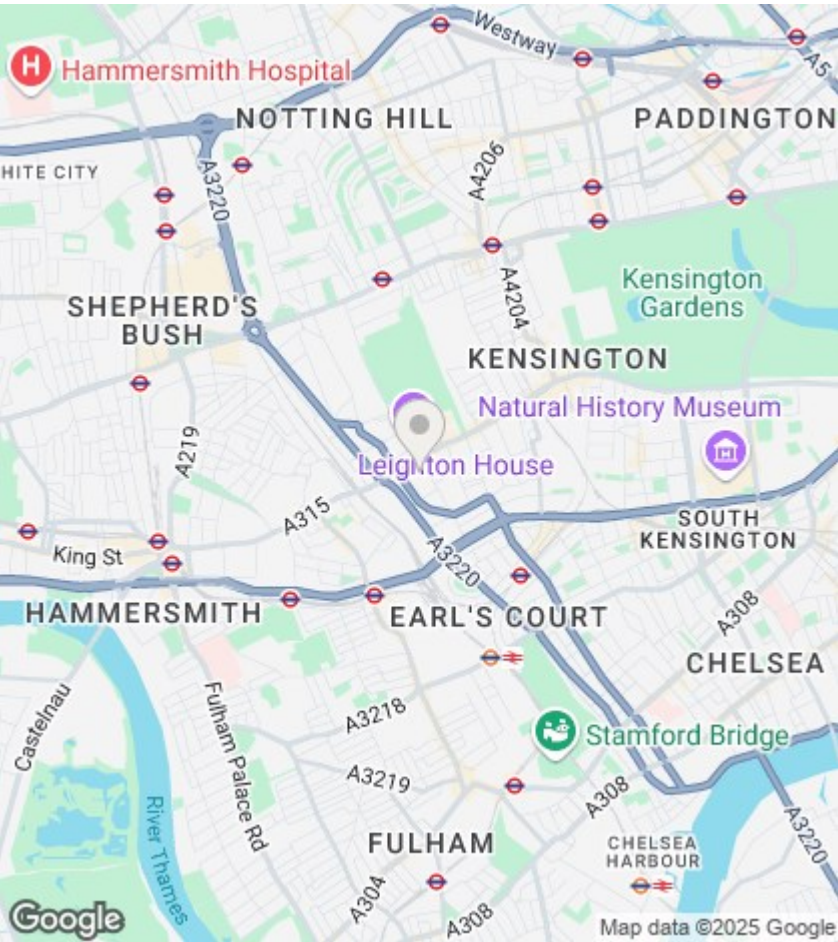 Westway
A5
H
Hammersmith Hospital
NOTTING HILL
PADDINGTON
HITE CITY
A3220
A4206
A4204
Kensington
Gardens
SHEPHERD'S
BUSH
KENSINGTON
Natural History Museum
A219
Leighton House
A315
SOUTH
KENSINGTON
King St
A3220
HAMMERSMITH
EARL'S COURT
A308
CHELSEA
Castelnau
Fulham Palace Rd
A3218
Stamford Bridge
A3219
A308
River Thames
FULHAM
CHELSEA
HARBOUR
A3220
A304
A308
Google
Map data ©2025 Google